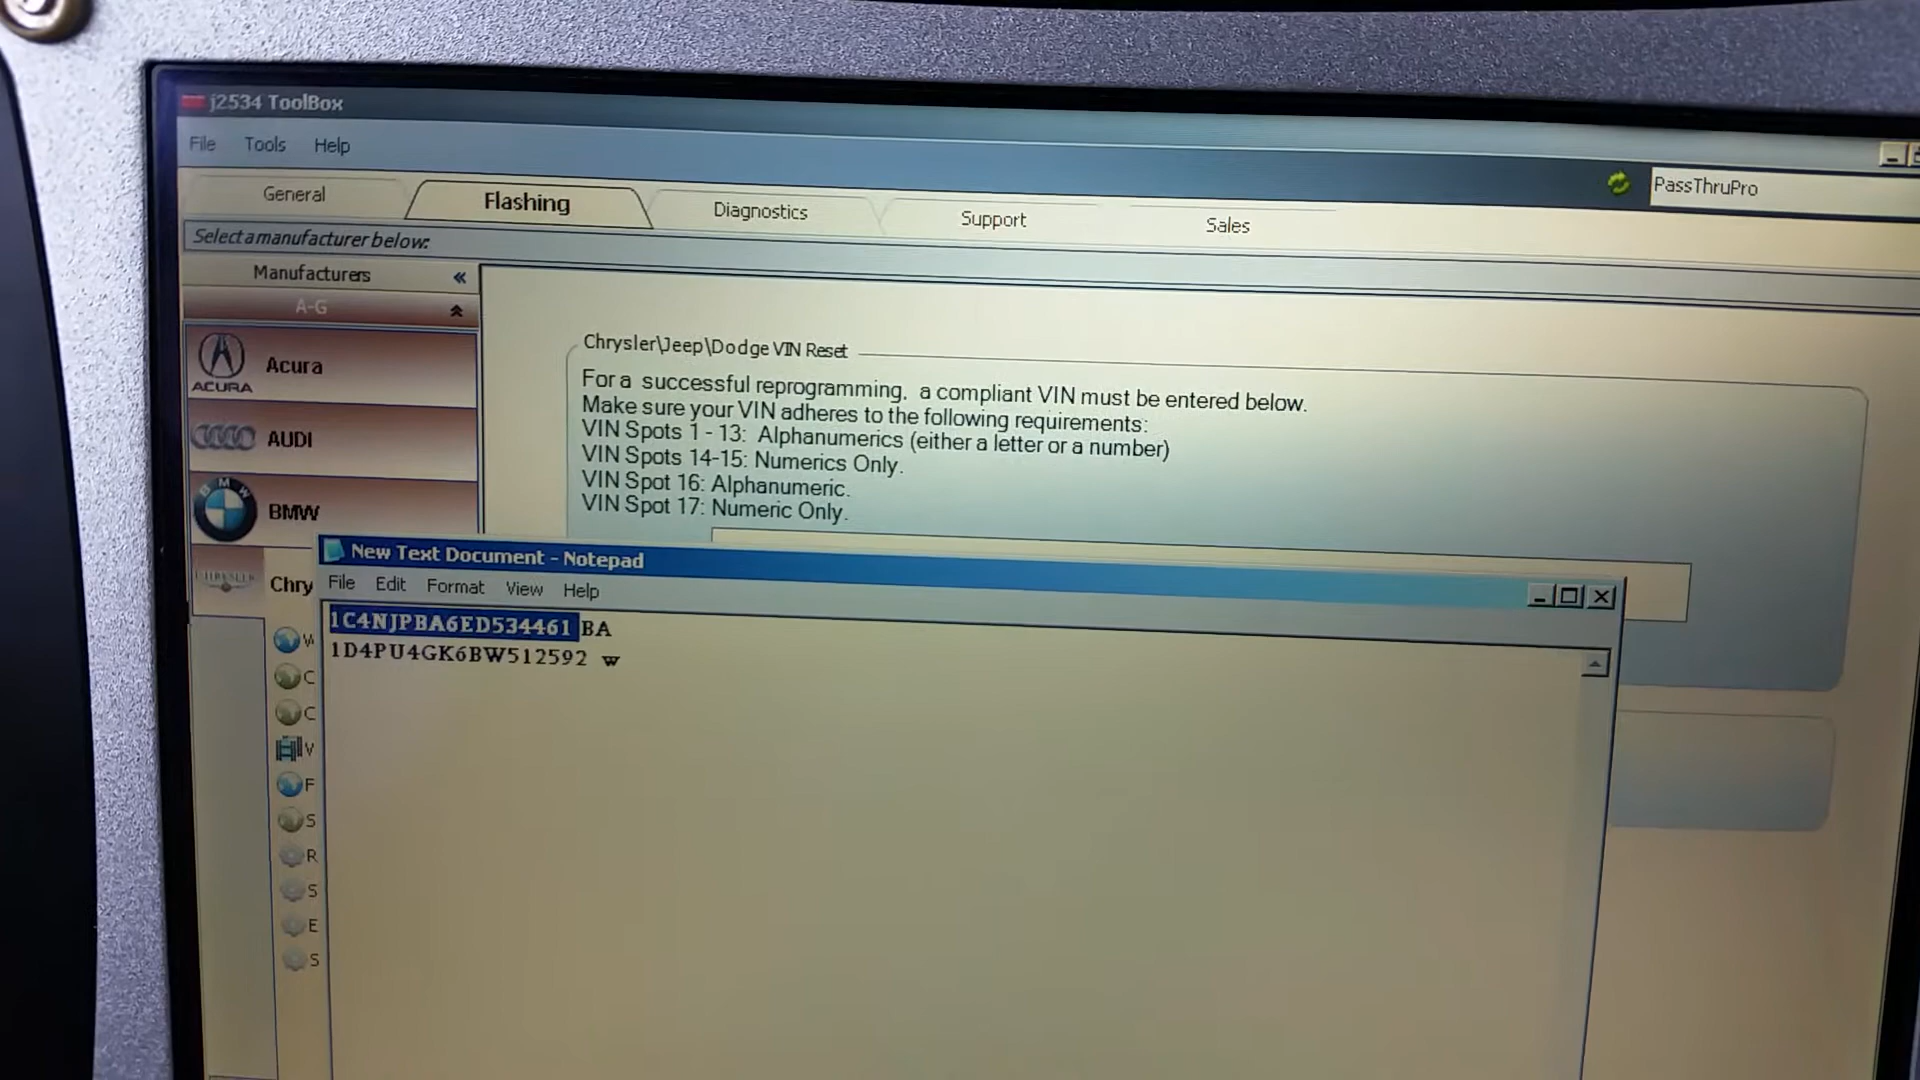 j2534 ToolBox
File Tools Help
PassThruPro
General Flashing Diagnostics Support Sales
Select a manufacturer below:
Manufacturers «
A-G
ACURA Acura
AUDI
BMW BMW
CHRYSLER Chry
V
C
C
V
F
S
R
S
E
S
Chrysler\Jeep\Dodge VIN Reset
For a successful reprogramming, a compliant VIN must be entered below.
Make sure your VIN adheres to the following requirements:
VIN Spots 1 - 13: Alphanumerics (either a letter or a number)
VIN Spots 14-15: Numerics Only.
VIN Spot 16: Alphanumeric.
VIN Spot 17: Numeric Only.
New Text Document - Notepad
File Edit Format View Help
1C4NJPBA6ED534461 BA
1D4PU4GK6BW512592 w